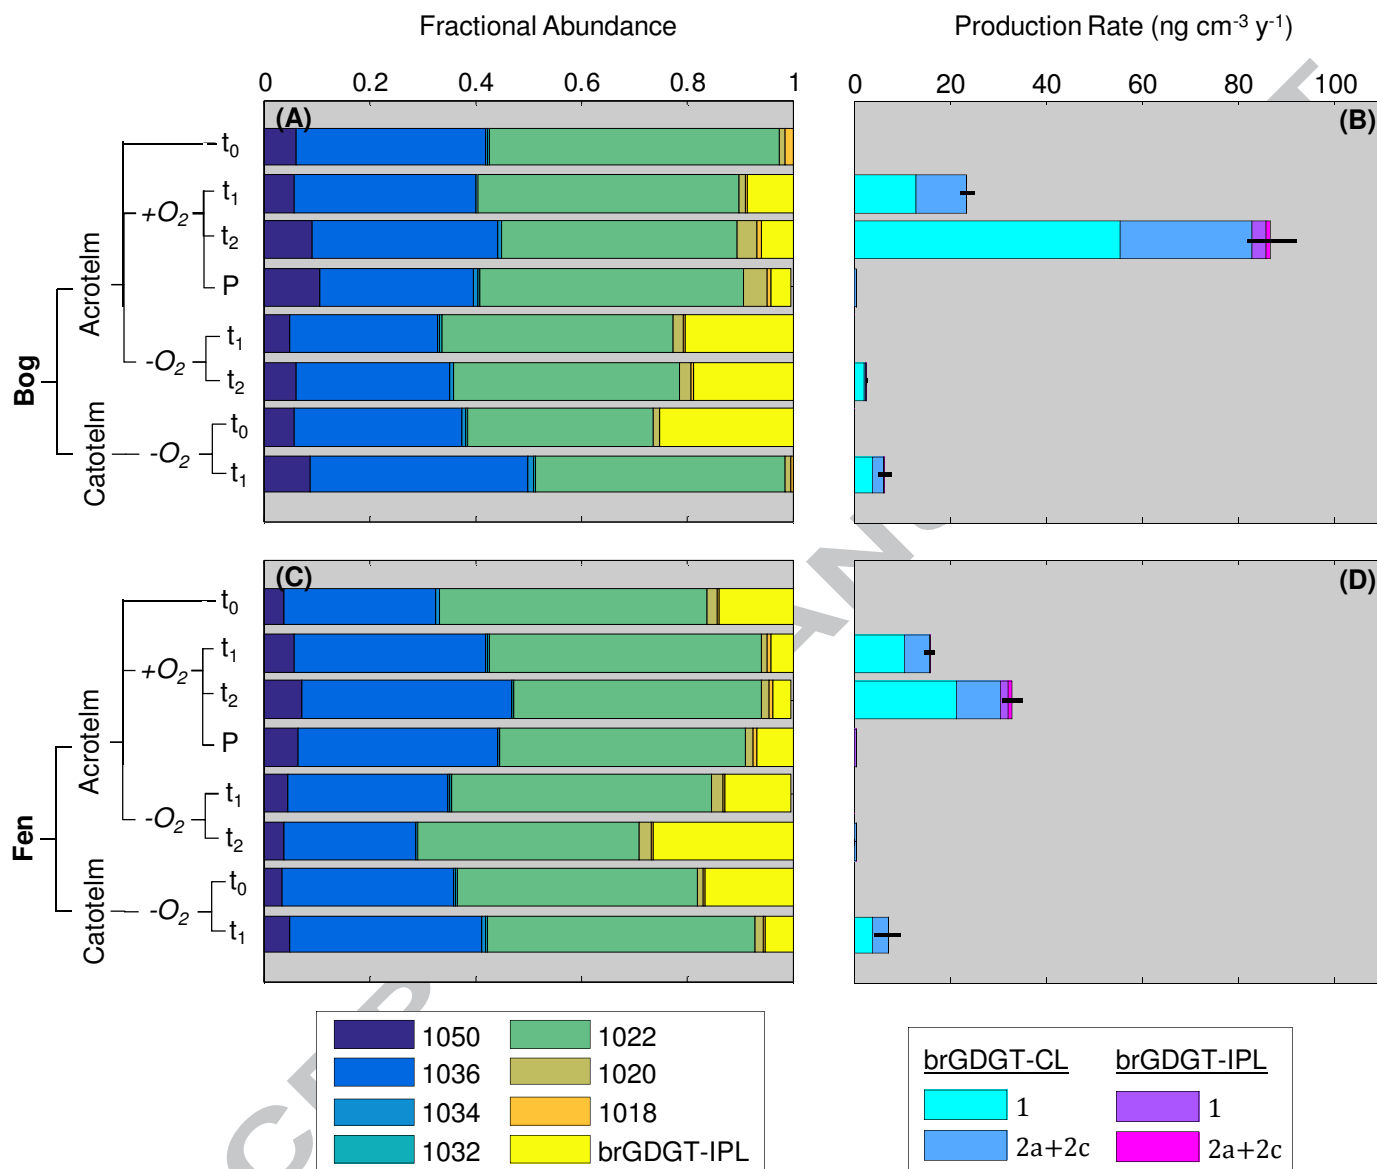 Fractional Abundance
Production Rate (ng cm-3 y-1)
0 0.2 0.4 0.6 0.8 1
0 20 40 60 80 100
(A)
(B)
Bog
Acrotelm
Catotelm
t0
+O2
t1
t2
P
-O2
t1
t2
-O2
t0
t1
(C)
(D)
Fen
Acrotelm
Catotelm
t0
+O2
t1
t2
P
-O2
t1
t2
-O2
t0
t1
1050
1036
1034
1032
1022
1020
1018
brGDGT-IPL
brGDGT-CL
1
2a+2c
brGDGT-IPL
1
2a+2c